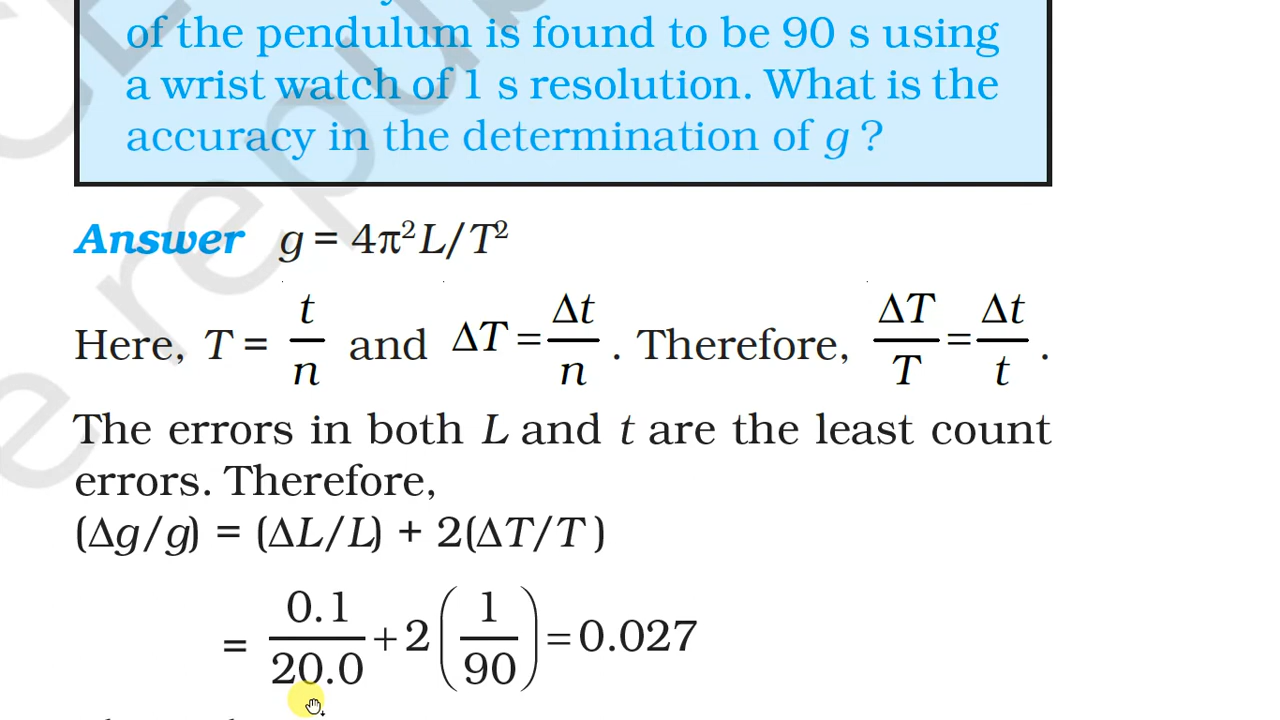 of the pendulum is found to be 90 s using
a wrist watch of 1 s resolution. What is the
accuracy in the determination of g ?
Answer g = 4π²L/T²
Here, T = t/n and ΔT = Δt/n . Therefore, ΔT/T = Δt/t .
The errors in both L and t are the least count
errors. Therefore,
(Δg/g) = (ΔL/L) + 2(ΔT/T )
= 0.1/20.0 + 2(1/90) = 0.027